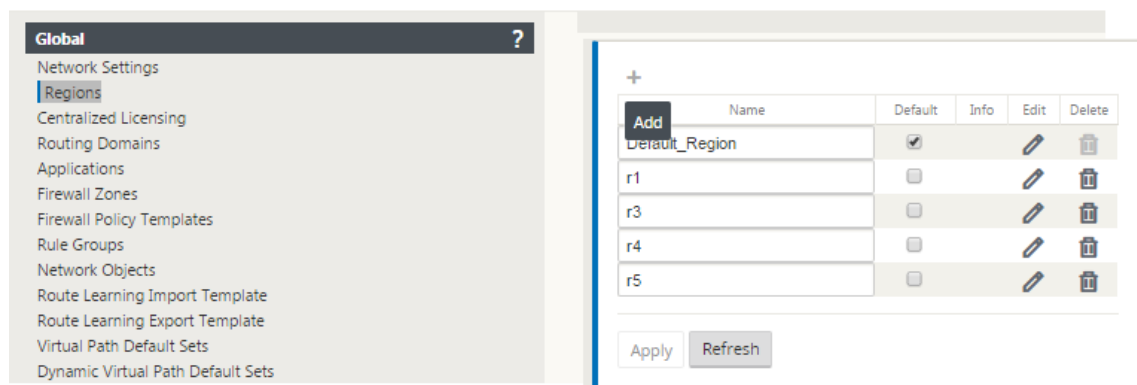 Global ?
Network Settings
Regions
Centralized Licensing
Routing Domains
Applications
Firewall Zones
Firewall Policy Templates
Rule Groups
Network Objects
Route Learning Import Template
Route Learning Export Template
Virtual Path Default Sets
Dynamic Virtual Path Default Sets
+
Name Default Info Edit Delete
Add
Default_Region
r1
r3
r4
r5
Apply Refresh